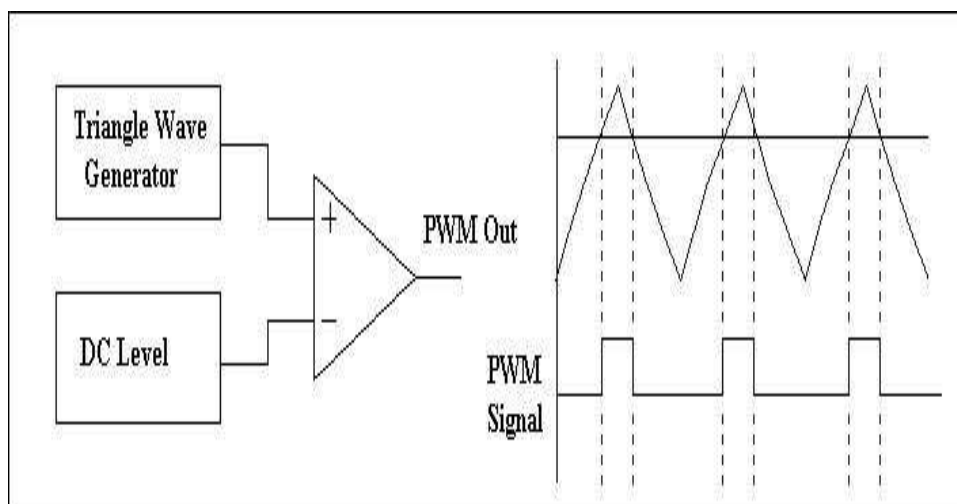 Triangle Wave
Generator
+
PWM Out
−
DC Level
PWM
Signal